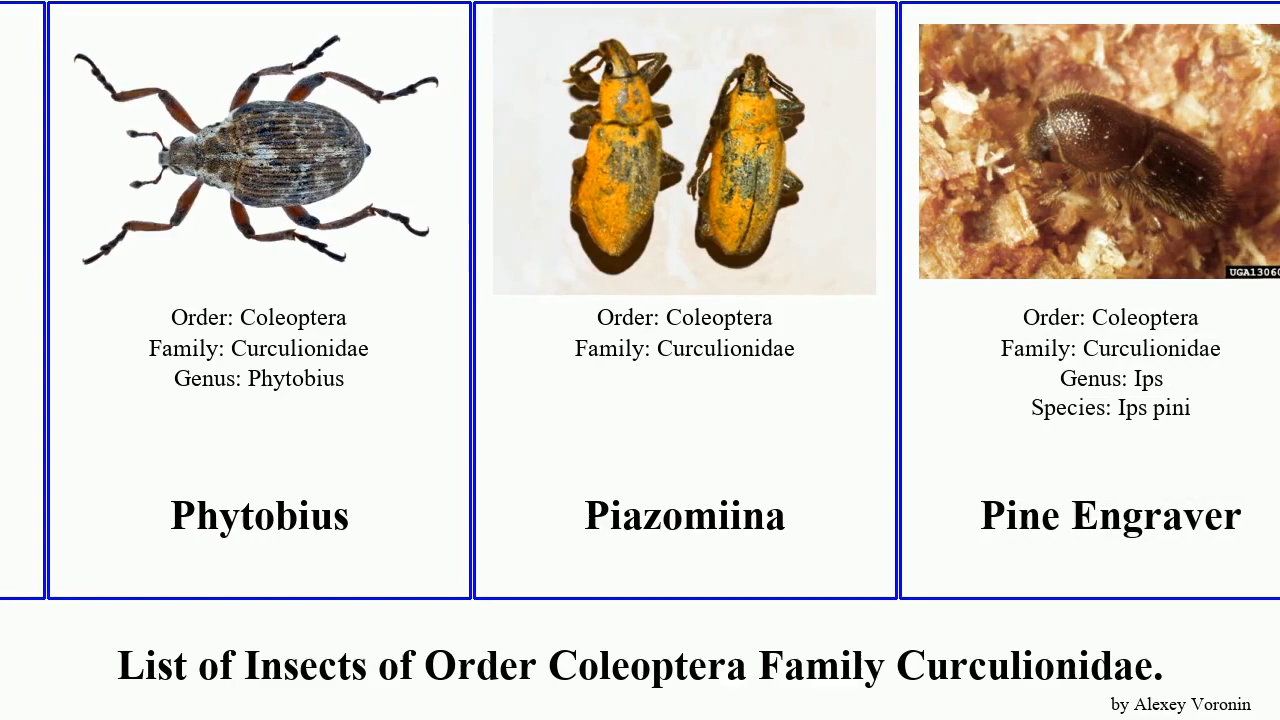 Order: Coleoptera
Family: Curculionidae
Genus: Phytobius
Phytobius
Order: Coleoptera
Family: Curculionidae
Piazomiina
UGA1306
Order: Coleoptera
Family: Curculionidae
Genus: Ips
Species: Ips pini
Pine Engraver
List of Insects of Order Coleoptera Family Curculionidae.
by Alexey Voronin